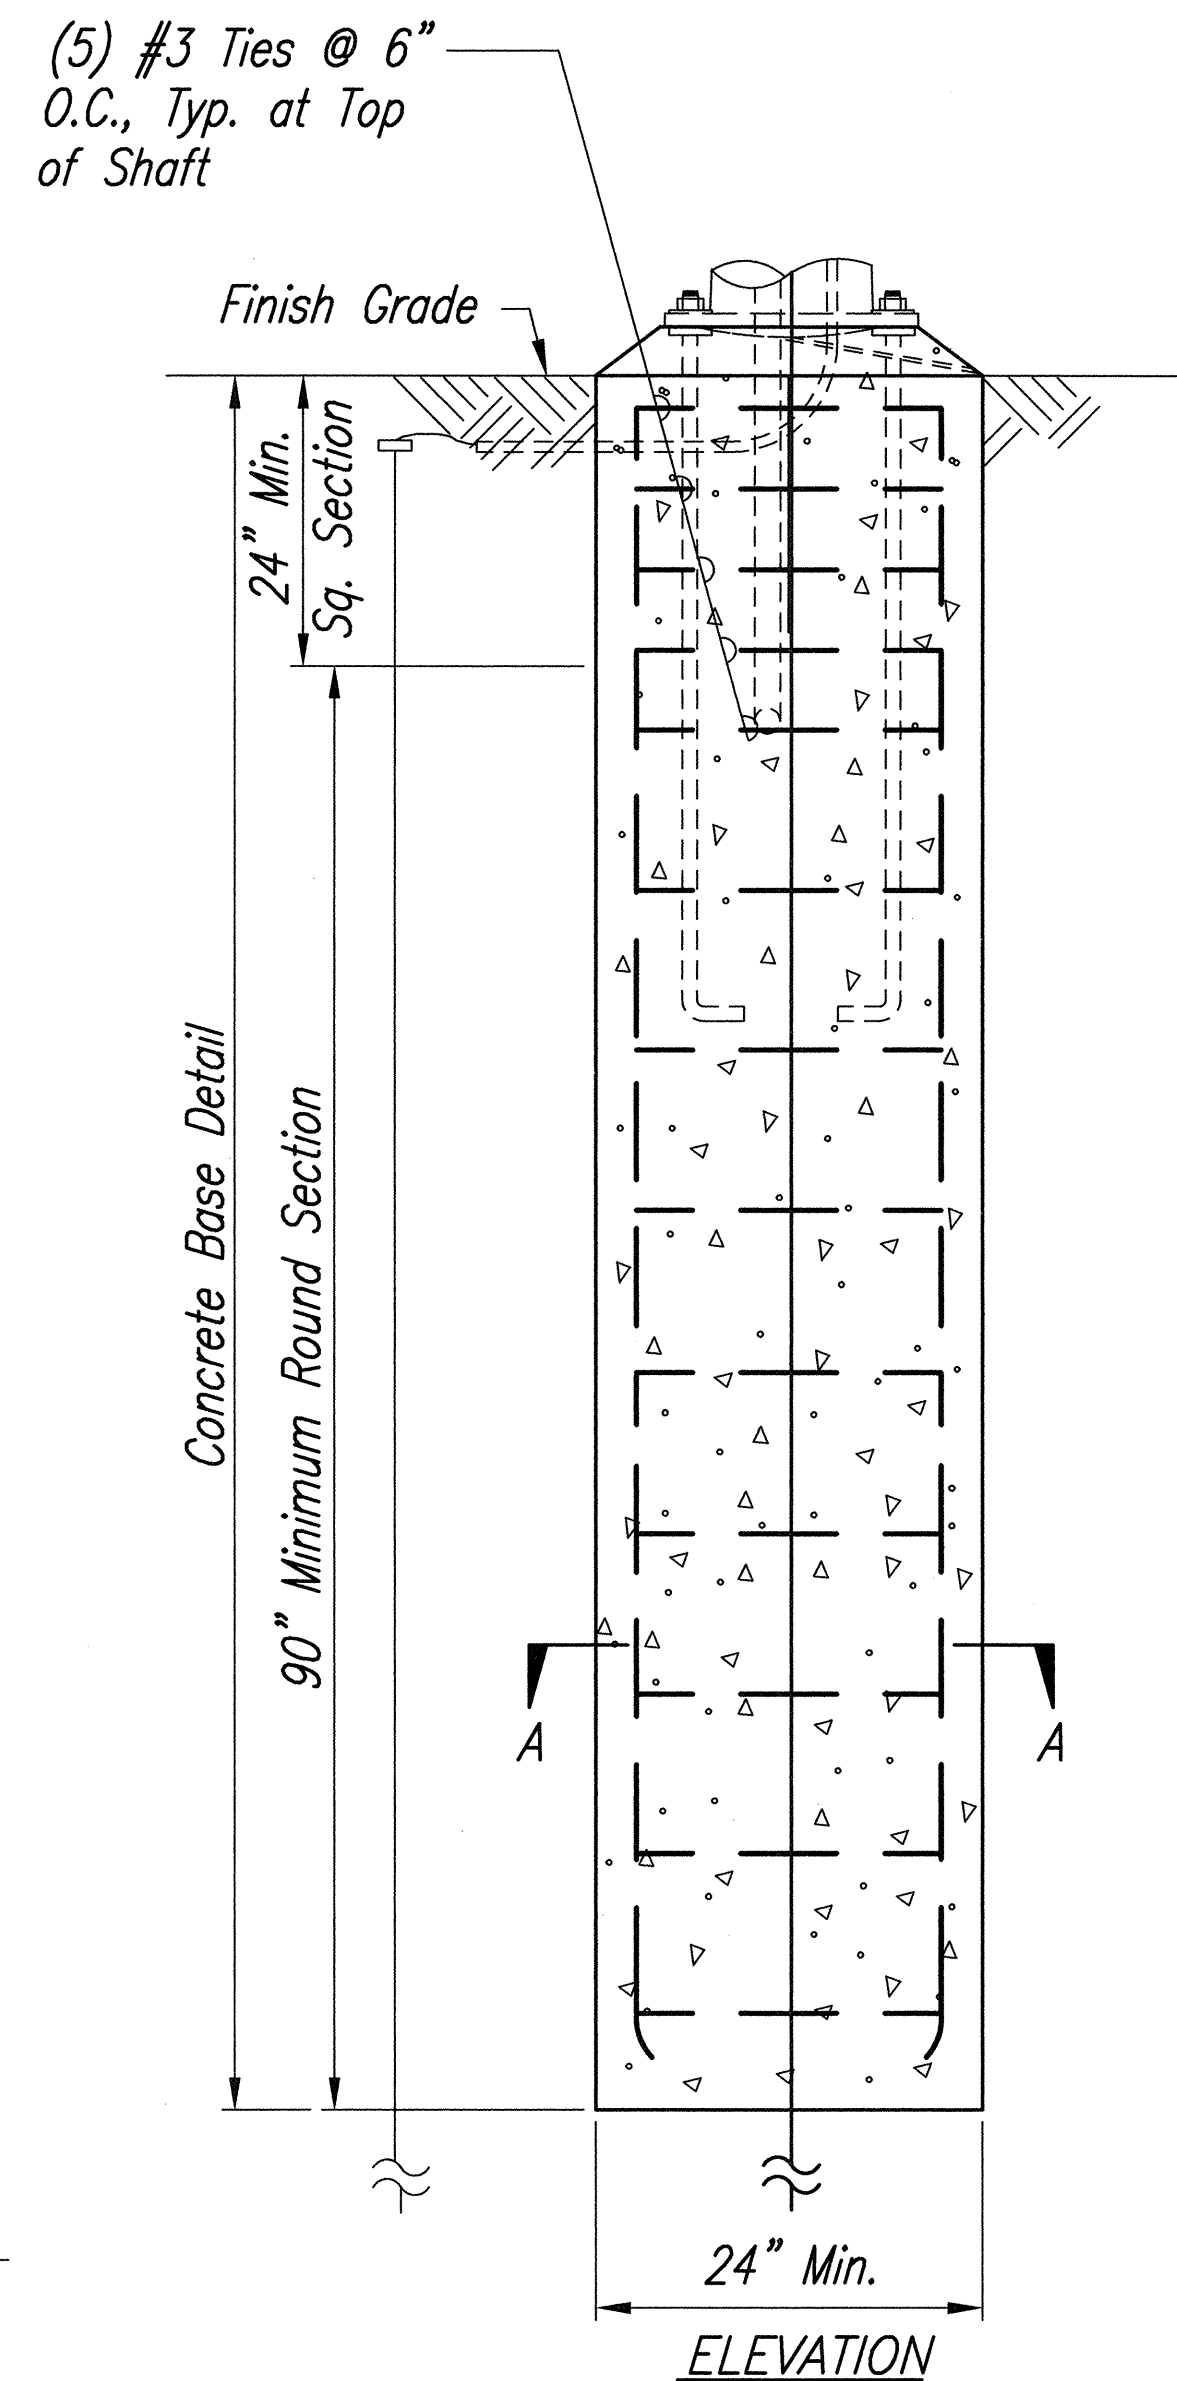 (5) #3 Ties @ 6”
O.C., Typ. at Top
of Shaft
Finish Grade
24” Min.
Sq. Section
Concrete Base Detail
90” Minimum Round Section
A
A
24” Min.
ELEVATION